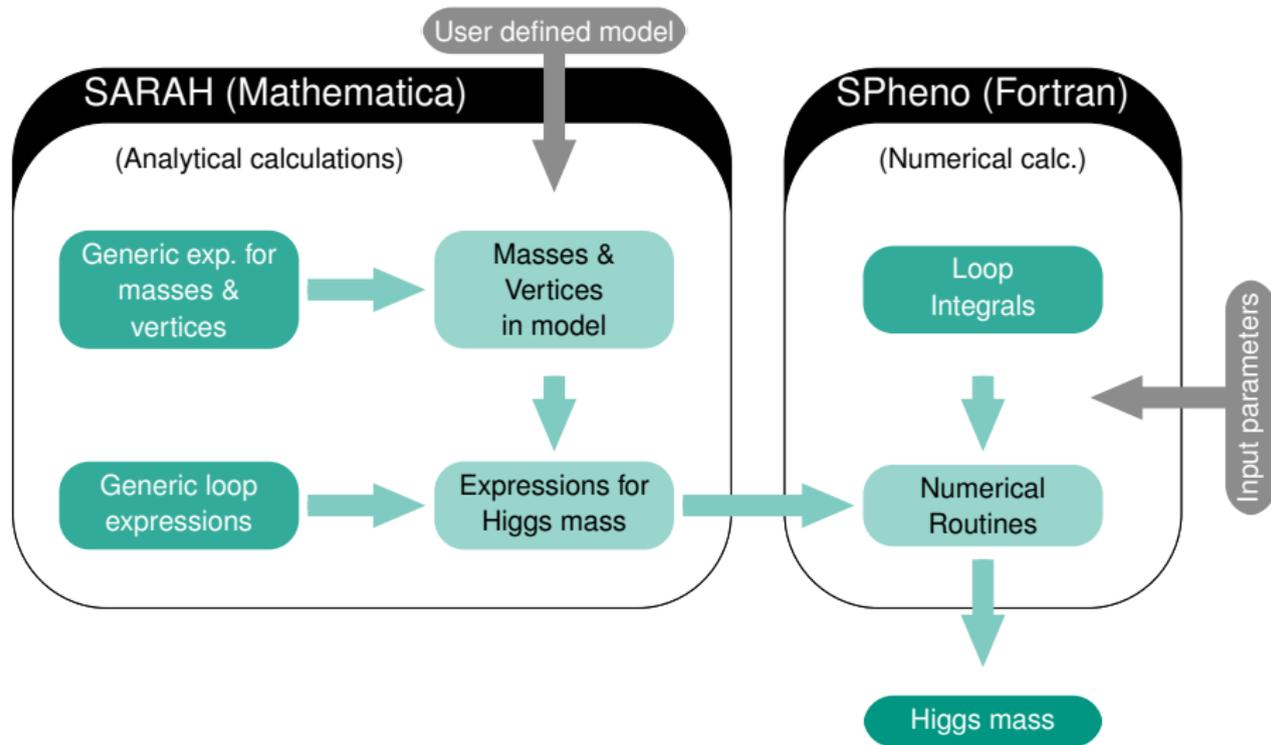 User defined model
SARAH (Mathematica)
(Analytical calculations)
Generic exp. for
masses &
vertices
Masses &
Vertices
in model
Generic loop
expressions
Expressions for
Higgs mass
SPheno (Fortran)
(Numerical calc.)
Loop
Integrals
Numerical
Routines
Input parameters
Higgs mass